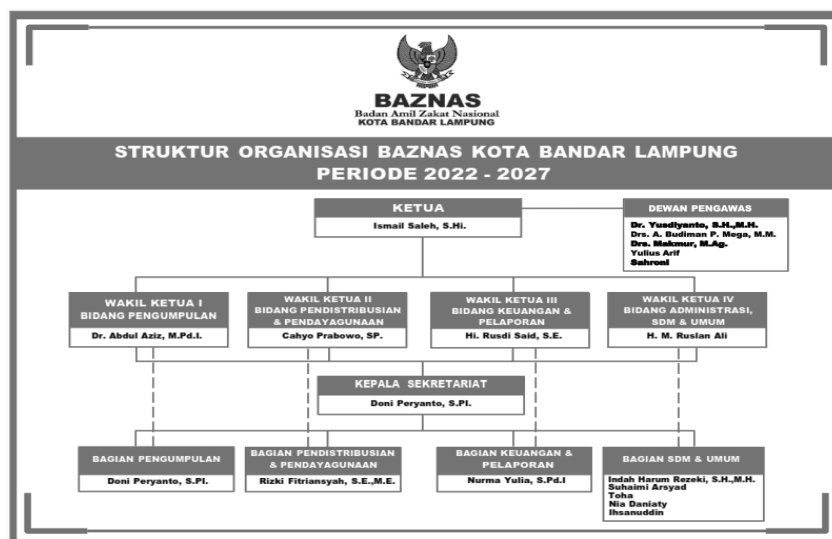 BAZNAS
Badan Amil Zakat Nasional
KOTA BANDAR LAMPUNG
STRUKTUR ORGANISASI BAZNAS KOTA BANDAR LAMPUNG
PERIODE 2022 - 2027
KETUA
Ismail Saleh, S.Hi.
DEWAN PENGAWAS
Dr. Yusdiyanto, S.H.,M.H.
Drs. A. Budiman P. Mega, M.M.
Drs. Makmur, M.Ag.
Yulius Arif
Sahroni
WAKIL KETUA I
BIDANG PENGUMPULAN
Dr. Abdul Aziz, M.Pd.I.
WAKIL KETUA II
BIDANG PENDISTRIBUSIAN
& PENDAYAGUNAAN
Cahyo Prabowo, SP.
WAKIL KETUA III
BIDANG KEUANGAN &
PELAPORAN
Hi. Rusdi Said, S.E.
WAKIL KETUA IV
BIDANG ADMINISTRASI,
SDM & UMUM
H. M. Ruslan Ali
KEPALA SEKRETARIAT
Doni Peryanto, S.PI.
BAGIAN PENGUMPULAN
Doni Peryanto, S.PI.
BAGIAN PENDISTRIBUSIAN
& PENDAYAGUNAAN
Rizki Fitriansyah, S.E.,M.E.
BAGIAN KEUANGAN &
PELAPORAN
Nurma Yulia, S.Pd.I
BAGIAN SDM & UMUM
Indah Harum Rezeki, S.H.,M.H.
Suhaimi Arsyad
Toha
Nia Daniaty
Ihsanuddin